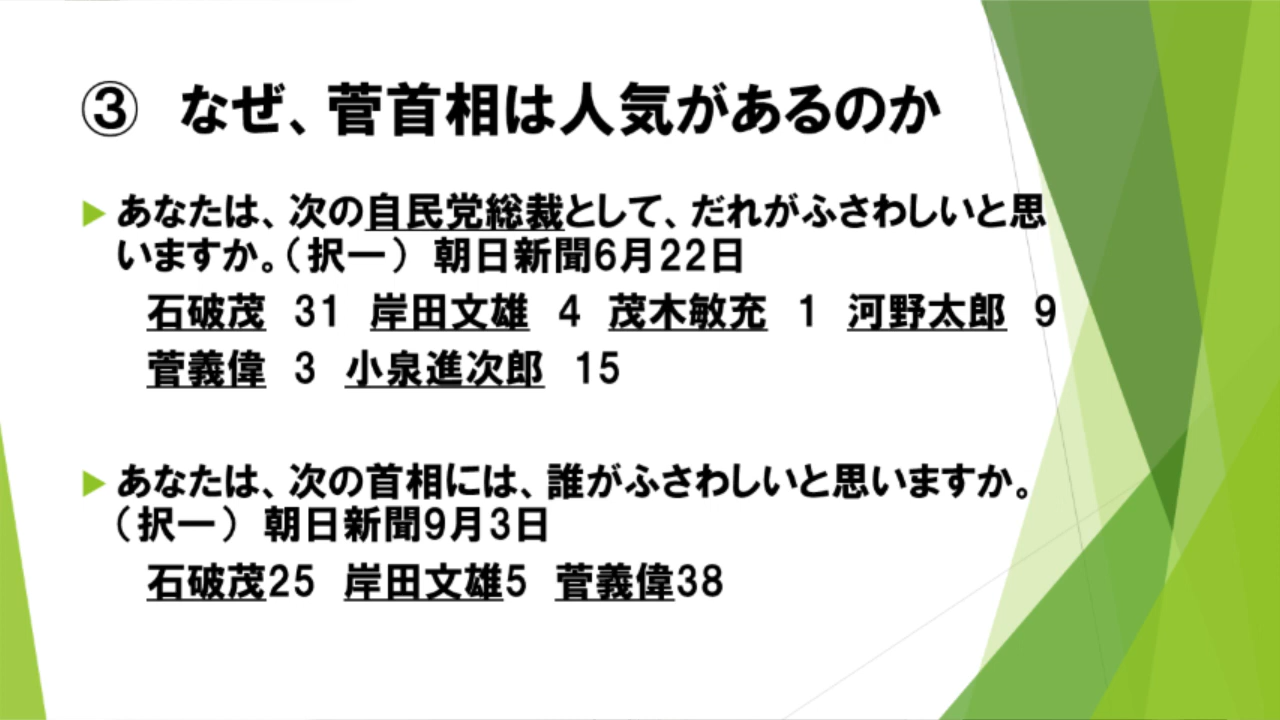 ③　なぜ、菅首相は人気があるのか
あなたは、次の自民党総裁として、だれがふさわしいと思
いますか。（択一）　朝日新聞6月22日
石破茂　31　岸田文雄　4　茂木敏充　1　河野太郎　9
菅義偉　3　小泉進次郎　15
あなたは、次の首相には、誰がふさわしいと思いますか。
（択一）　朝日新聞9月3日
石破茂25　岸田文雄5　菅義偉38